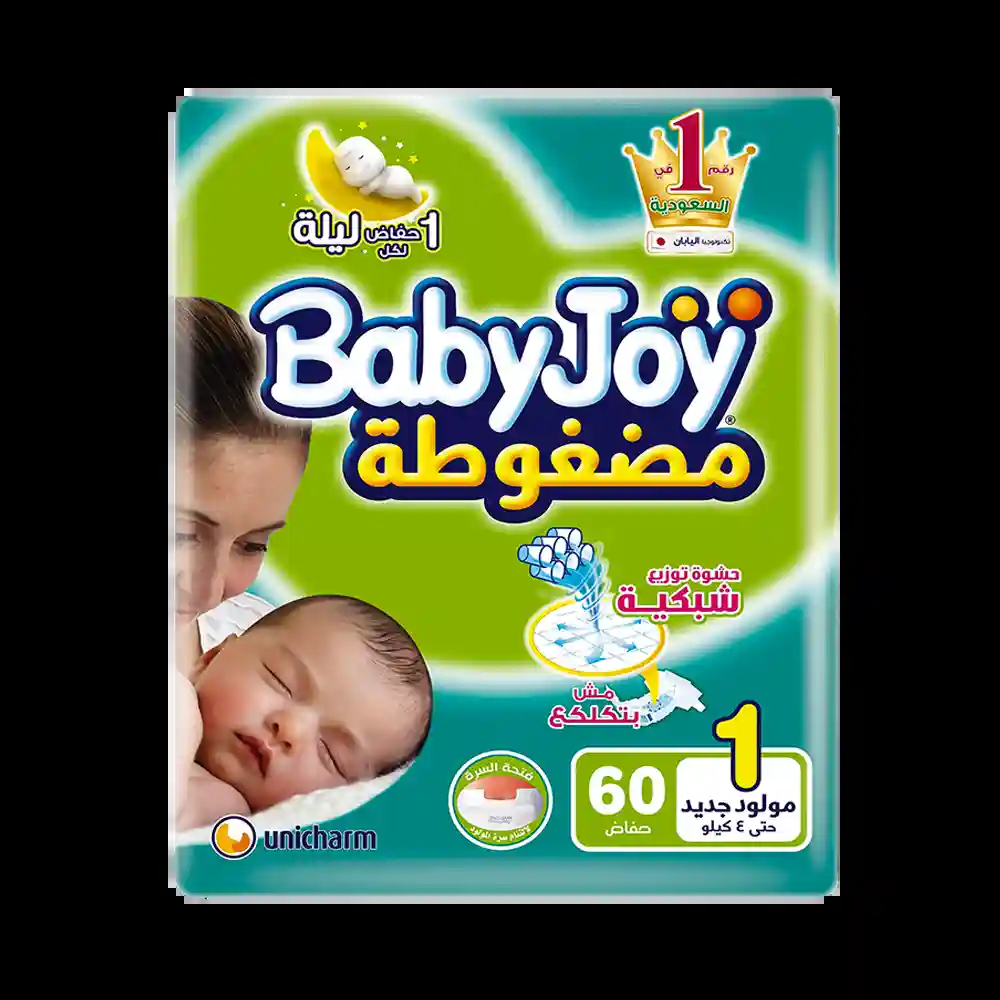 رقم 1 في
السعودية
تكنولوجيا اليابان
1 حفاض ليلة
لكل
BabyJoy
®
مضغوطة
حشوة توزيع
شبكية
مش
بتكلكع
1
مولود جديد
حتى ٤ كيلو
60
حفاض
فتحة السرة
unicharm